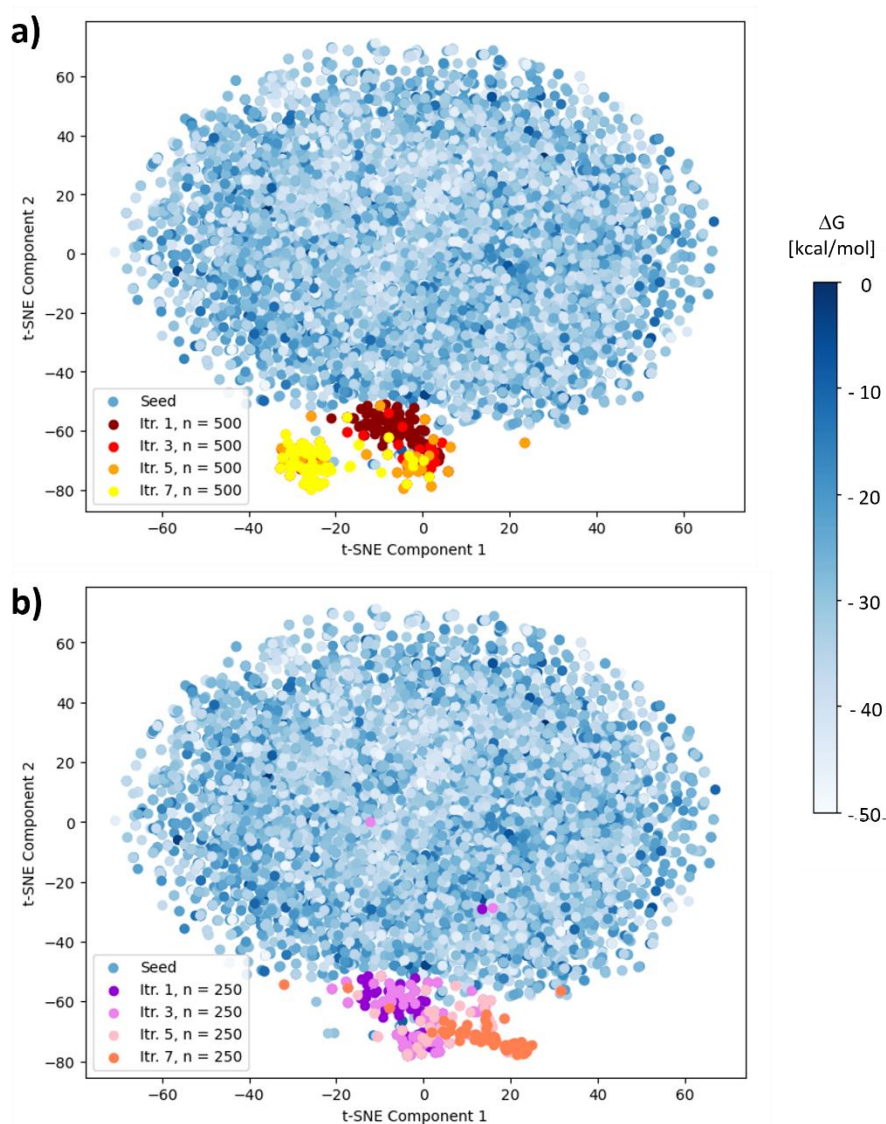 a)
60
40
20
0
−20
−40
−60
−80
t-SNE Component 2
Seed
Itr. 1, n = 500
Itr. 3, n = 500
Itr. 5, n = 500
Itr. 7, n = 500
−60 −40 −20 0 20 40 60
t-SNE Component 1
b)
60
40
20
0
−20
−40
−60
−80
t-SNE Component 2
Seed
Itr. 1, n = 250
Itr. 3, n = 250
Itr. 5, n = 250
Itr. 7, n = 250
−60 −40 −20 0 20 40 60
t-SNE Component 1
ΔG
[kcal/mol]
0
- 10
- 20
- 30
- 40
- 50